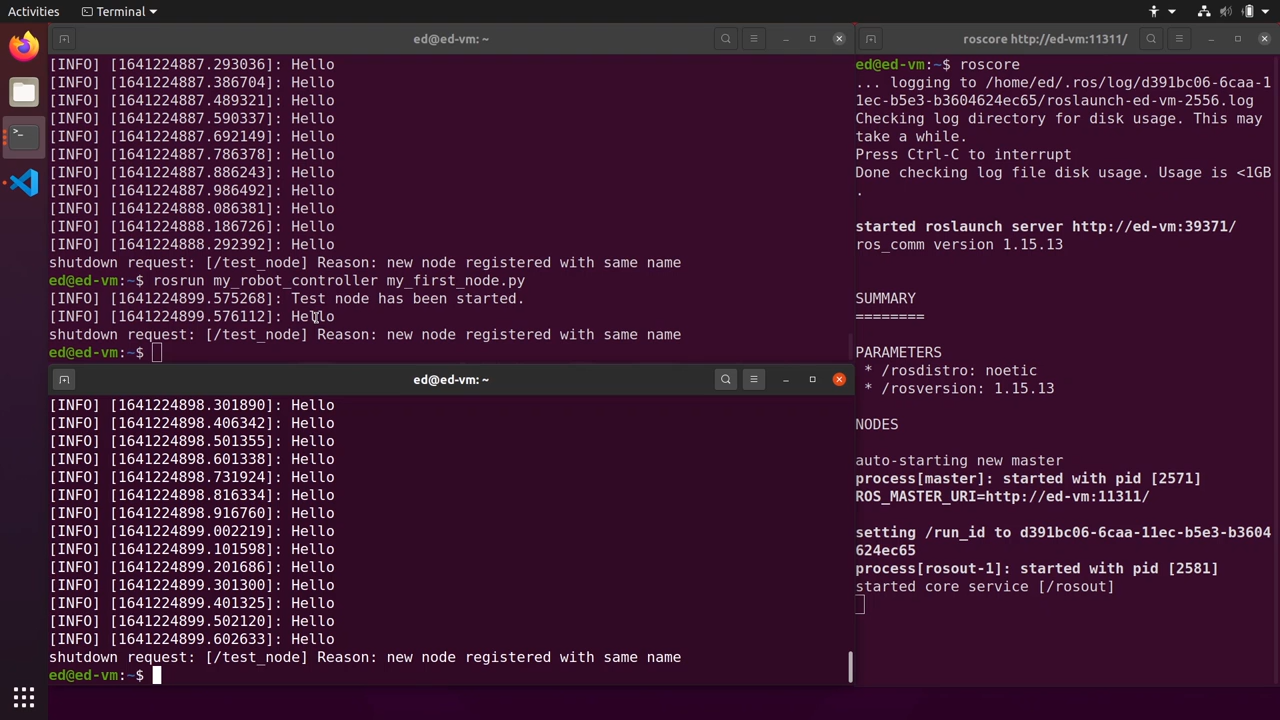 Activities
Terminal
ed@ed-vm: ~
[INFO] [1641224887.293036]: Hello
[INFO] [1641224887.386704]: Hello
[INFO] [1641224887.489321]: Hello
[INFO] [1641224887.590337]: Hello
[INFO] [1641224887.692149]: Hello
[INFO] [1641224887.786378]: Hello
[INFO] [1641224887.886243]: Hello
[INFO] [1641224887.986492]: Hello
[INFO] [1641224888.086381]: Hello
[INFO] [1641224888.186726]: Hello
[INFO] [1641224888.292392]: Hello
shutdown request: [/test_node] Reason: new node registered with same name
ed@ed-vm:~$ rosrun my_robot_controller my_first_node.py
[INFO] [1641224899.575268]: Test node has been started.
[INFO] [1641224899.576112]: Hello
shutdown request: [/test_node] Reason: new node registered with same name
ed@ed-vm:~$
ed@ed-vm: ~
[INFO] [1641224898.301890]: Hello
[INFO] [1641224898.406342]: Hello
[INFO] [1641224898.501355]: Hello
[INFO] [1641224898.601338]: Hello
[INFO] [1641224898.731924]: Hello
[INFO] [1641224898.816334]: Hello
[INFO] [1641224898.916760]: Hello
[INFO] [1641224899.002219]: Hello
[INFO] [1641224899.101598]: Hello
[INFO] [1641224899.201686]: Hello
[INFO] [1641224899.301300]: Hello
[INFO] [1641224899.401325]: Hello
[INFO] [1641224899.502120]: Hello
[INFO] [1641224899.602633]: Hello
shutdown request: [/test_node] Reason: new node registered with same name
ed@ed-vm:~$
roscore http://ed-vm:11311/
ed@ed-vm:~$ roscore
... logging to /home/ed/.ros/log/d391bc06-6caa-1
1ec-b5e3-b3604624ec65/roslaunch-ed-vm-2556.log
Checking log directory for disk usage. This may
take a while.
Press Ctrl-C to interrupt
Done checking log file disk usage. Usage is <1GB
.
started roslaunch server http://ed-vm:39371/
ros_comm version 1.15.13
SUMMARY
========
PARAMETERS
* /rosdistro: noetic
* /rosversion: 1.15.13
NODES
auto-starting new master
process[master]: started with pid [2571]
ROS_MASTER_URI=http://ed-vm:11311/
setting /run_id to d391bc06-6caa-11ec-b5e3-b3604
624ec65
process[rosout-1]: started with pid [2581]
started core service [/rosout]